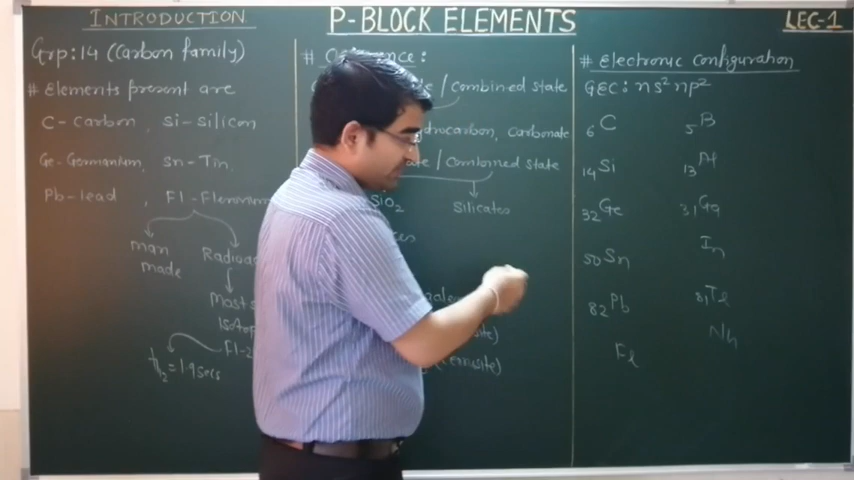 INTRODUCTION
P-BLOCK ELEMENTS
LEC-1
Grp:14 (Carbon family)
# Elements present are
C-Carbon, Si-Silicon
Ge-Germanium, Sn-Tin,
Pb-lead, Fl-Flerovium
man made
Radioac
Most s
Isotop
Fl-2
t1/2 = 1.9 secs
#
/ Combined state
hydrocarbon, Carbonate
ate / Combined state
SiO₂
Silicates
# Electronic configuration
GEC: ns² np²
₆C ₅B
₁₄Si ₁₃Al
₃₂Ge ₃₁Ga
₅₀Sn In
₈₂Pb ₈₁Tl
Fl Nh